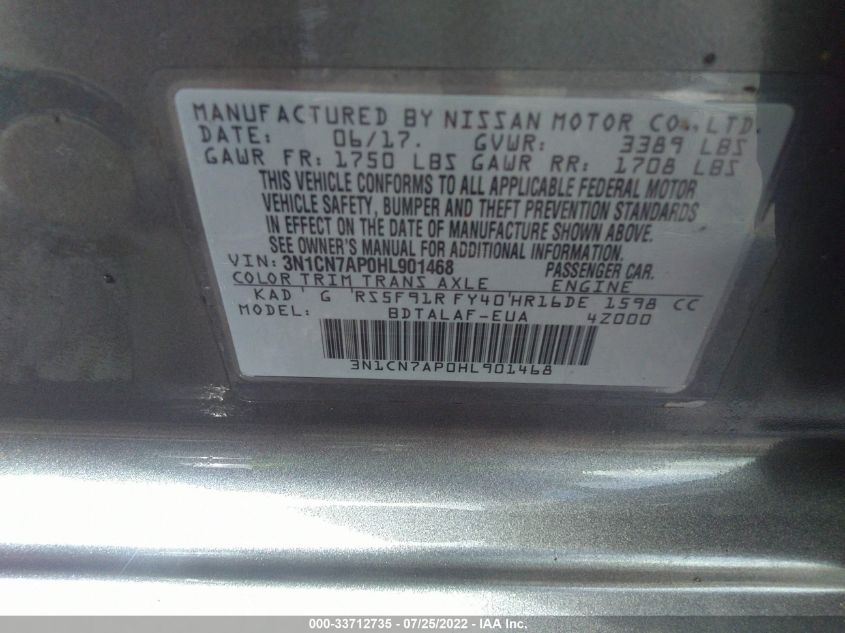 MANUFACTURED BY NISSAN MOTOR CO., LTD.
DATE: 06/17. GVWR: 3389 LBS
GAWR FR: 1750 LBS GAWR RR: 1708 LBS
THIS VEHICLE CONFORMS TO ALL APPLICABLE FEDERAL MOTOR
VEHICLE SAFETY, BUMPER AND THEFT PREVENTION STANDARDS
IN EFFECT ON THE DATE OF MANUFACTURE SHOWN ABOVE.
SEE OWNER'S MANUAL FOR ADDITIONAL INFORMATION.
VIN: 3N1CN7AP0HL901468 PASSENGER CAR.
COLOR TRIM TRANS AXLE ENGINE
KAD G RS5F91R FY40 HR16DE 1598 CC
MODEL: BDTALAF-EUA 4Z000
3N1CN7AP0HL901468
000-33712735 - 07/25/2022 - IAA Inc.